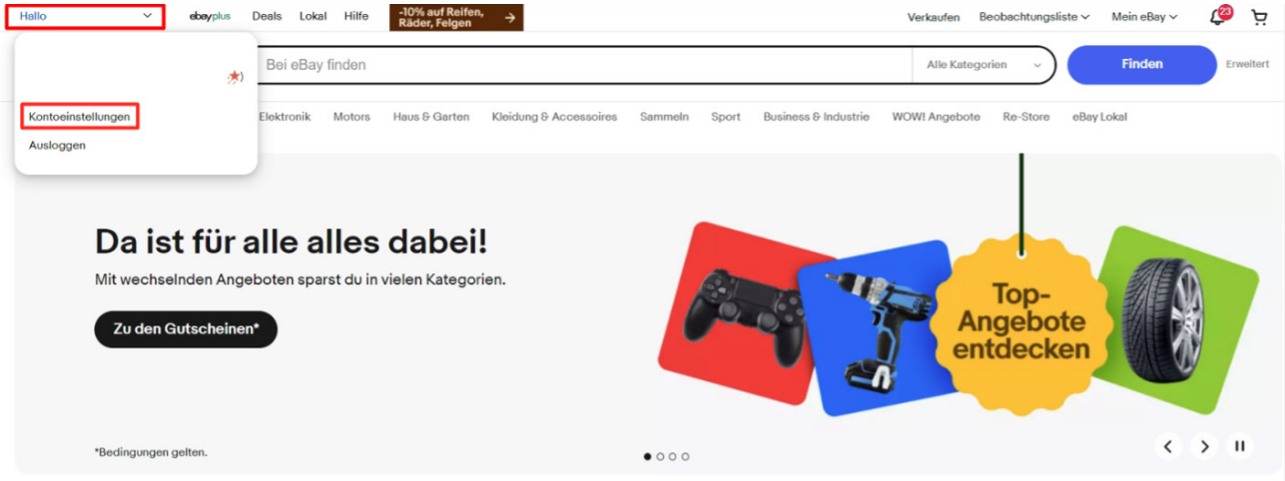 Hallo
ebayplus Deals Lokal Hilfe
-10% auf Reifen,
Räder, Felgen
Verkaufen Beobachtungsliste Mein eBay 23
Bei eBay finden Alle Kategorien Finden Erweitert
Kontoeinstellungen
Elektronik Motors Haus & Garten Kleidung & Accessoires Sammeln Sport Business & Industrie WOW! Angebote Re-Store eBay Lokal
Ausloggen
Da ist für alle alles dabei!
Mit wechselnden Angeboten sparst du in vielen Kategorien.
Zu den Gutscheinen*
Top-
Angebote
entdecken
*Bedingungen gelten.